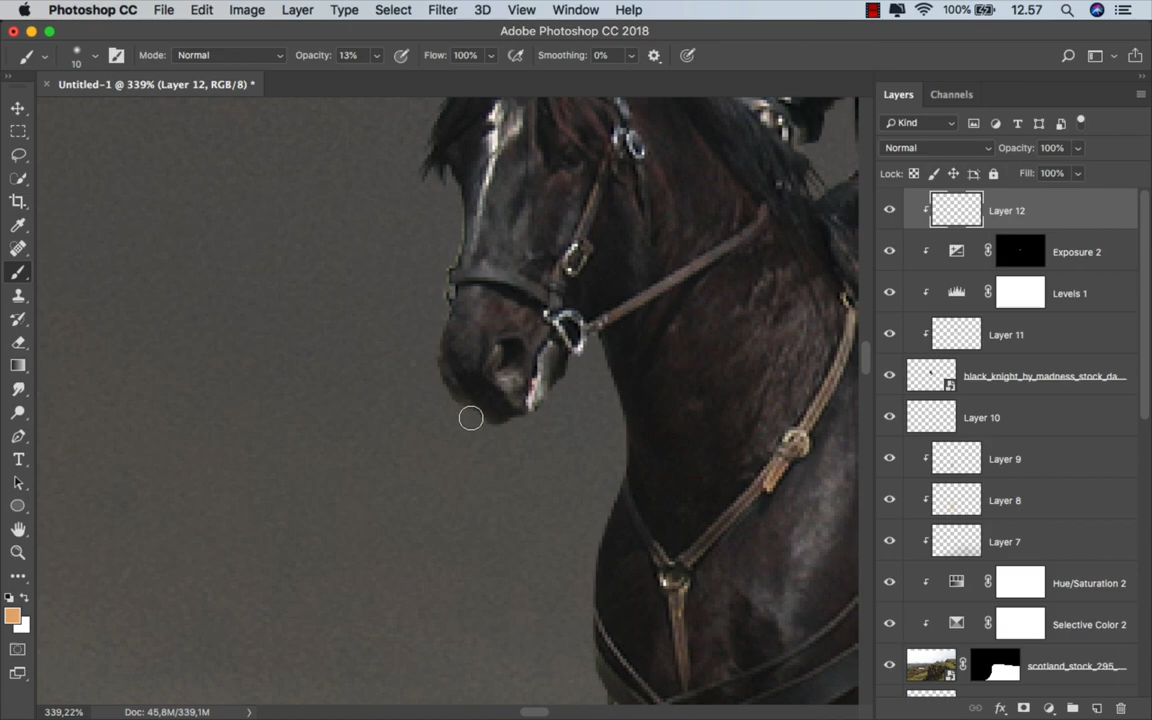 Photoshop CC File Edit Image Layer Type Select Filter 3D View Window Help 100% 12.57
Adobe Photoshop CC 2018
10 Mode: Normal Opacity: 13% Flow: 100% Smoothing: 0%
Untitled-1 @ 339% (Layer 12, RGB/8) *
Layers Channels
Kind
Normal Opacity: 100%
Lock: Fill: 100%
Layer 12
Exposure 2
Levels 1
Layer 11
black_knight_by_madness_stock_da...
Layer 10
Layer 9
Layer 8
Layer 7
Hue/Saturation 2
Selective Color 2
scotland_stock_295_...
339,22% Doc: 45,8M/339,1M